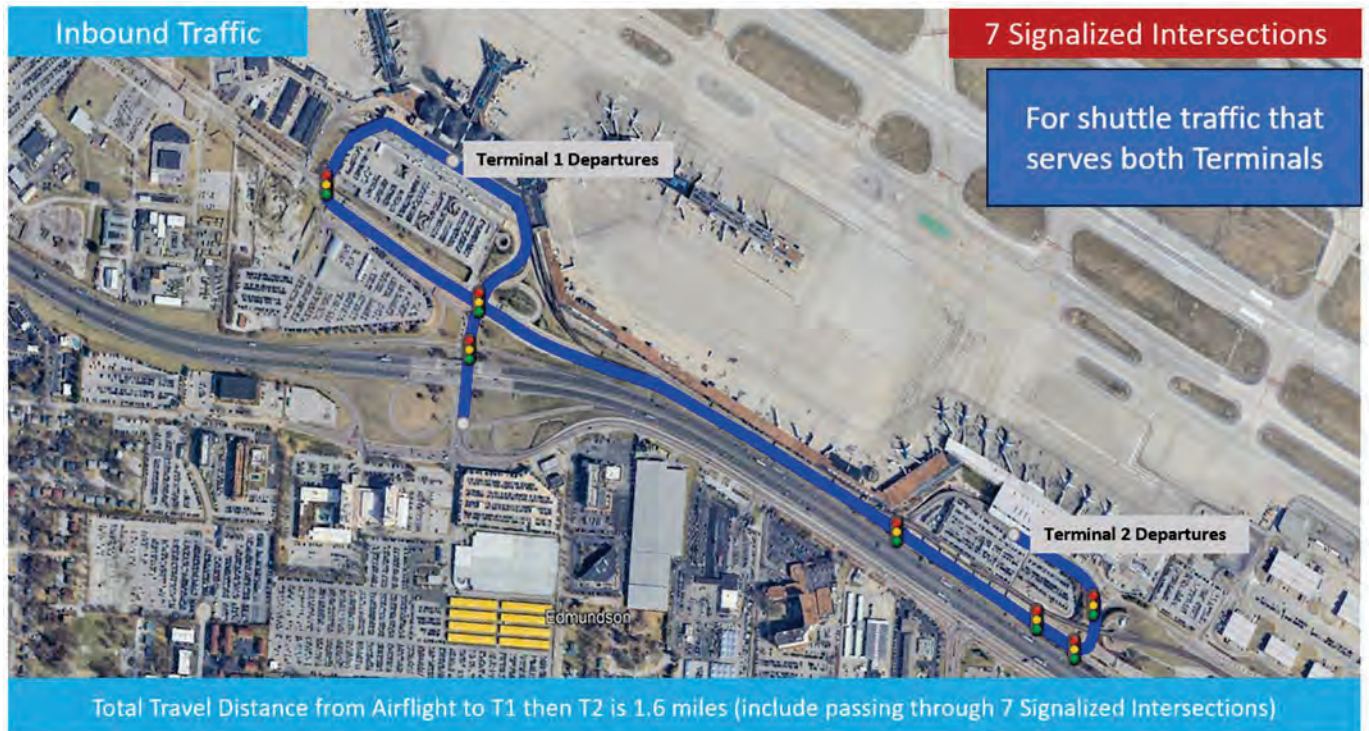 Inbound Traffic
7 Signalized Intersections
For shuttle traffic that
serves both Terminals
Terminal 1 Departures
Terminal 2 Departures
Edmundson
Total Travel Distance from Airflight to T1 then T2 is 1.6 miles (include passing through 7 Signalized Intersections)